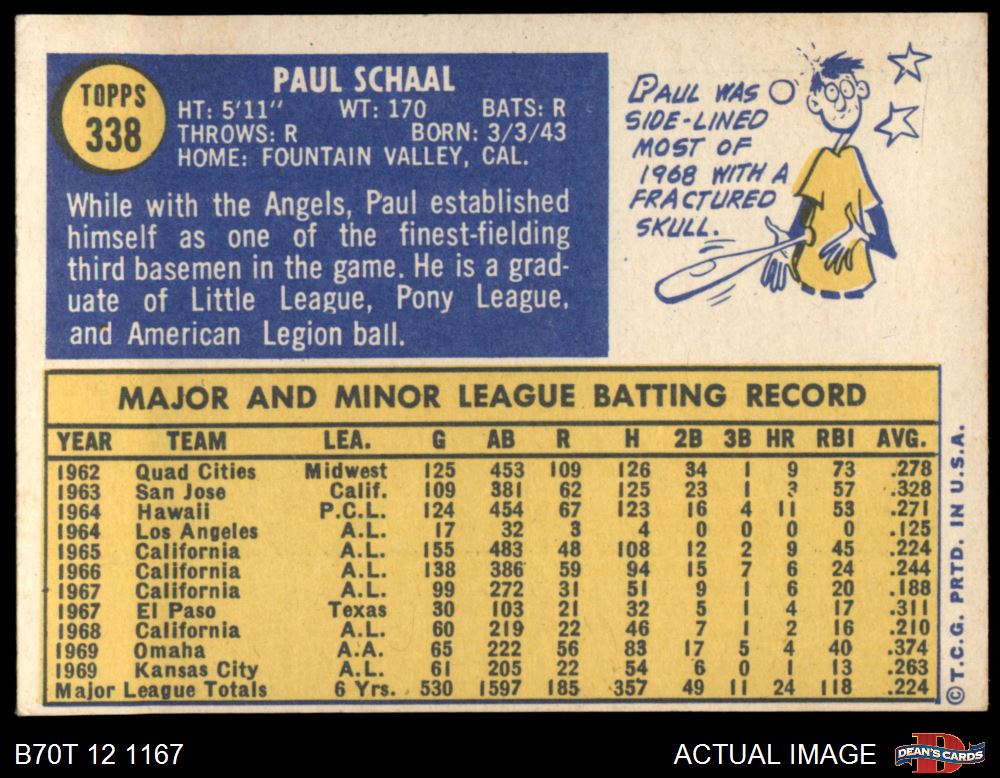 TOPPS
338
PAUL SCHAAL
HT: 5'11" WT: 170 BATS: R
THROWS: R BORN: 3/3/43
HOME: FOUNTAIN VALLEY, CAL.
While with the Angels, Paul established
himself as one of the finest-fielding
third basemen in the game. He is a grad-
uate of Little League, Pony League,
and American Legion ball.
PAUL WAS
SIDE-LINED
MOST OF
1968 WITH A
FRACTURED
SKULL.
MAJOR AND MINOR LEAGUE BATTING RECORD
YEAR TEAM LEA. G AB R H 2B 3B HR RBI AVG.
1962 Quad Cities Midwest 125 453 109 126 34 1 9 73 .278
1963 San Jose Calif. 109 381 62 125 23 1 3 57 .328
1964 Hawaii P.C.L. 124 454 67 123 16 4 11 53 .271
1964 Los Angeles A.L. 17 32 3 4 0 0 0 0 .125
1965 California A.L. 155 483 48 108 12 2 9 45 .224
1966 California A.L. 138 386 59 94 15 7 6 24 .244
1967 California A.L. 99 272 31 51 9 1 6 20 .188
1967 El Paso Texas 30 103 21 32 5 1 4 17 .311
1968 California A.L. 60 219 22 46 7 1 2 16 .210
1969 Omaha A.A. 65 222 56 83 17 5 4 40 .374
1969 Kansas City A.L. 61 205 22 54 6 0 1 13 .263
Major League Totals 6 Yrs. 530 1597 185 357 49 11 24 118 .224
©T.C.G. PRTD. IN U.S.A.
B70T 12 1167
ACTUAL IMAGE
DEAN'S CARDS